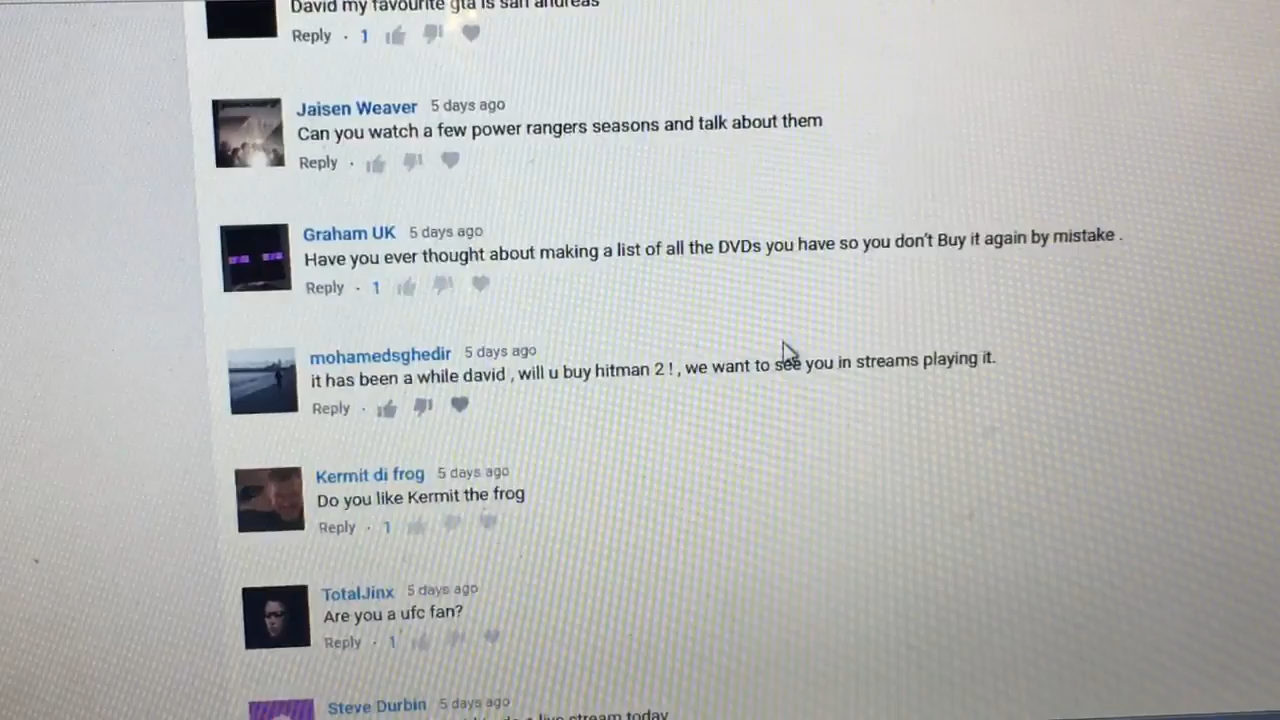 David my favourite gta is san andreas
Reply · 1
Jaisen Weaver 5 days ago
Can you watch a few power rangers seasons and talk about them
Reply ·
Graham UK 5 days ago
Have you ever thought about making a list of all the DVDs you have so you don't Buy it again by mistake .
Reply · 1
mohamedsghedir 5 days ago
it has been a while david , will u buy hitman 2 ! , we want to see you in streams playing it.
Reply ·
Kermit di frog 5 days ago
Do you like Kermit the frog
Reply · 1
TotalJinx 5 days ago
Are you a ufc fan?
Reply · 1
Steve Durbin 5 days ago
live stream today